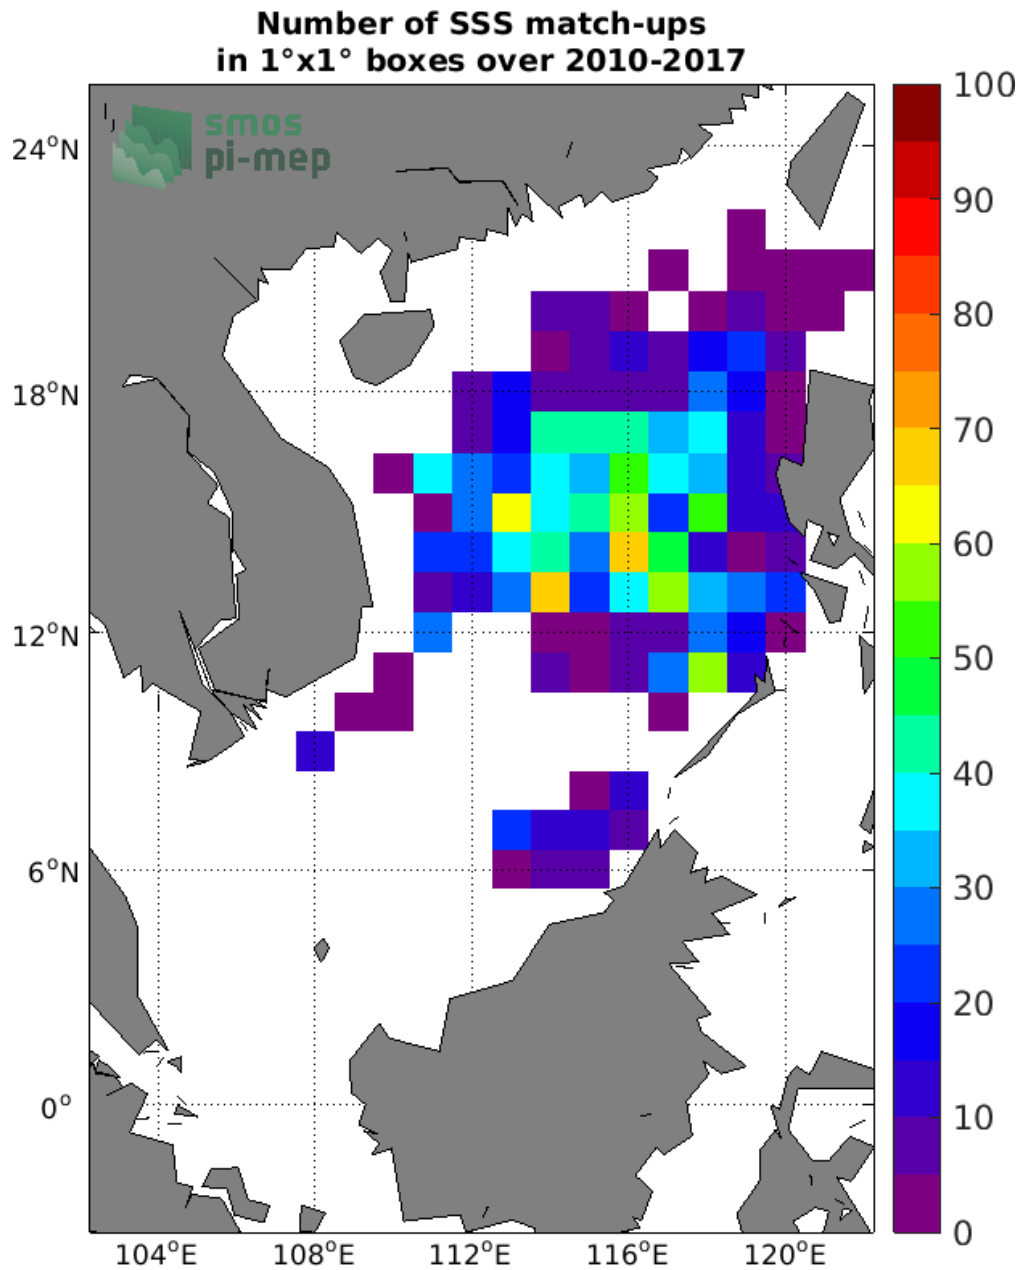 Number of SSS match-ups
in 1°x1° boxes over 2010-2017
smos
pi-mep
24°N
18°N
12°N
6°N
0°
104°E 108°E 112°E 116°E 120°E
100
90
80
70
60
50
40
30
20
10
0